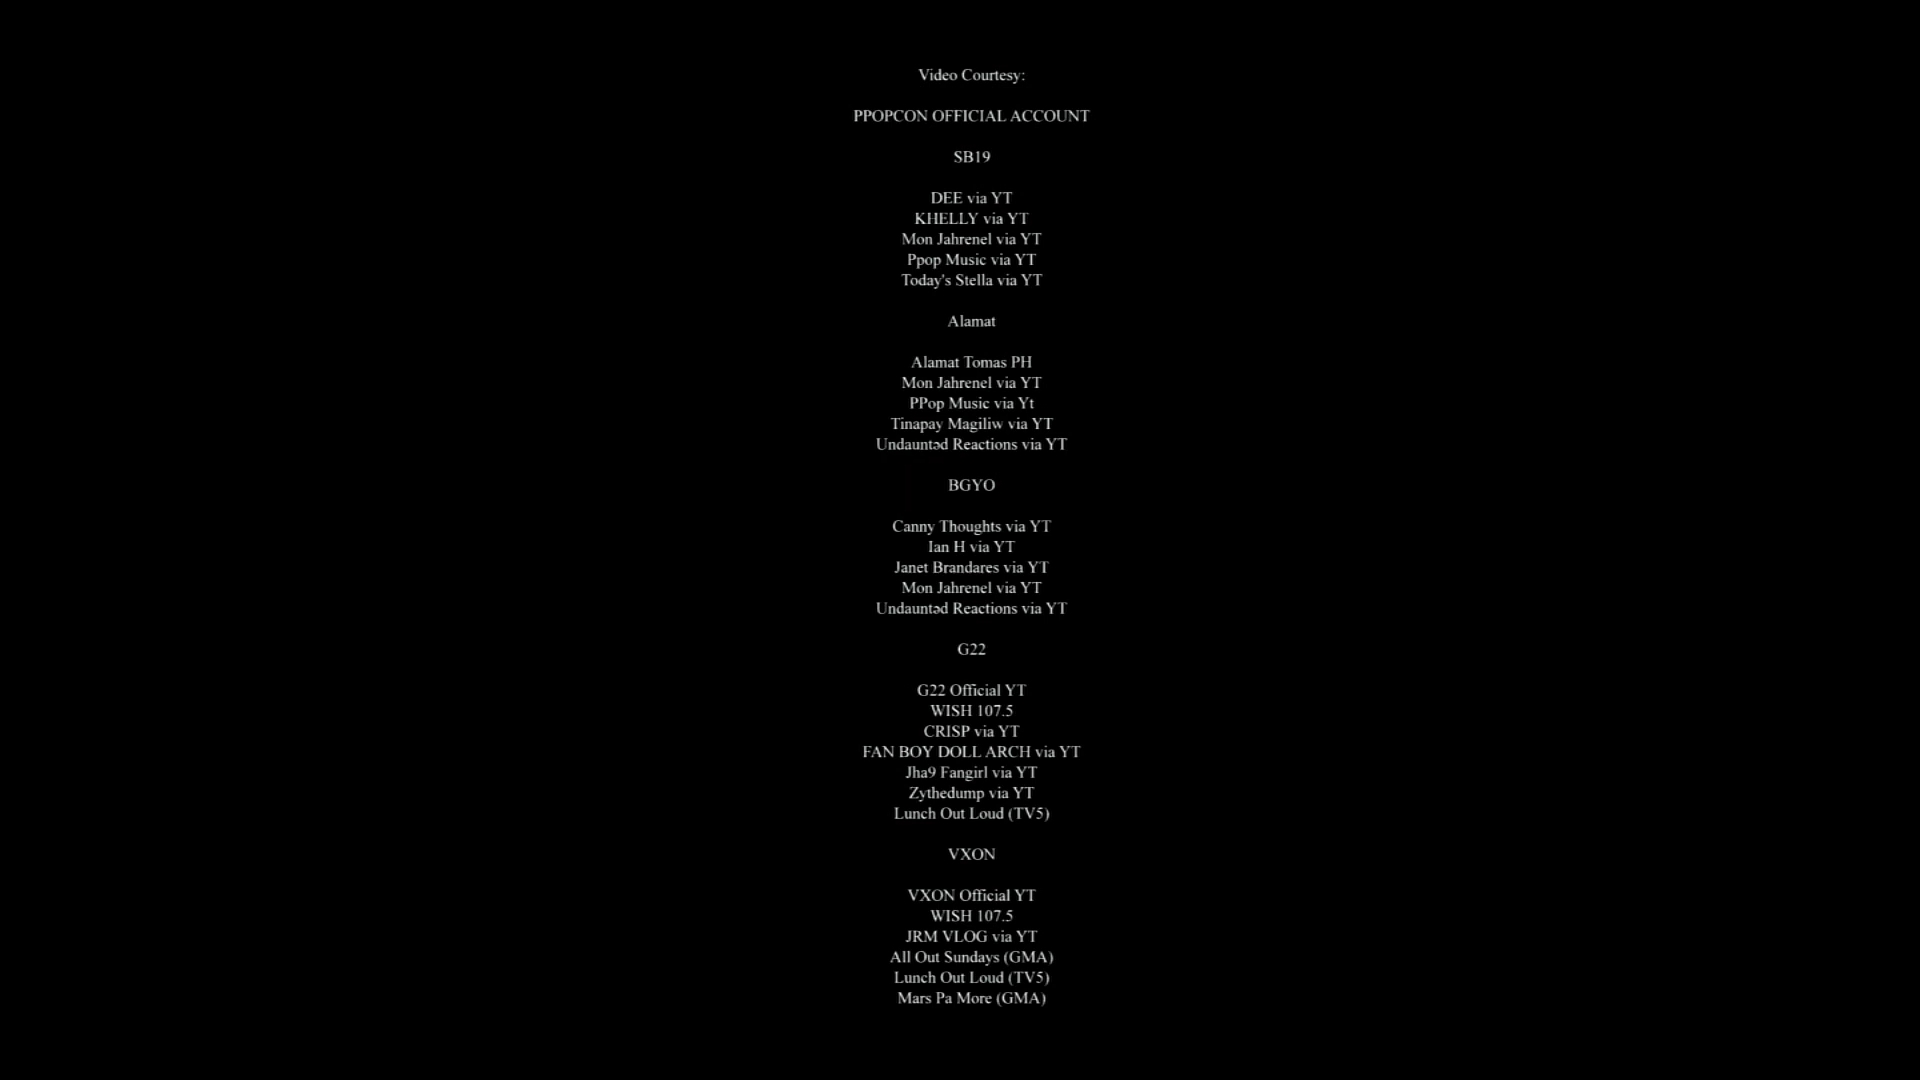 Video Courtesy:
PPOPCON OFFICIAL ACCOUNT
SB19
DEE via YT
KHELLY via YT
Mon Jahrenel via YT
Ppop Music via YT
Today's Stella via YT
Alamat
Alamat Tomas PH
Mon Jahrenel via YT
PPop Music via Yt
Tinapay Magiliw via YT
Undauntəd Reactions via YT
BGYO
Canny Thoughts via YT
Ian H via YT
Janet Brandares via YT
Mon Jahrenel via YT
Undauntəd Reactions via YT
G22
G22 Official YT
WISH 107.5
CRISP via YT
FAN BOY DOLL ARCH via YT
Jha9 Fangirl via YT
Zythedump via YT
Lunch Out Loud (TV5)
VXON
VXON Official YT
WISH 107.5
JRM VLOG via YT
All Out Sundays (GMA)
Lunch Out Loud (TV5)
Mars Pa More (GMA)